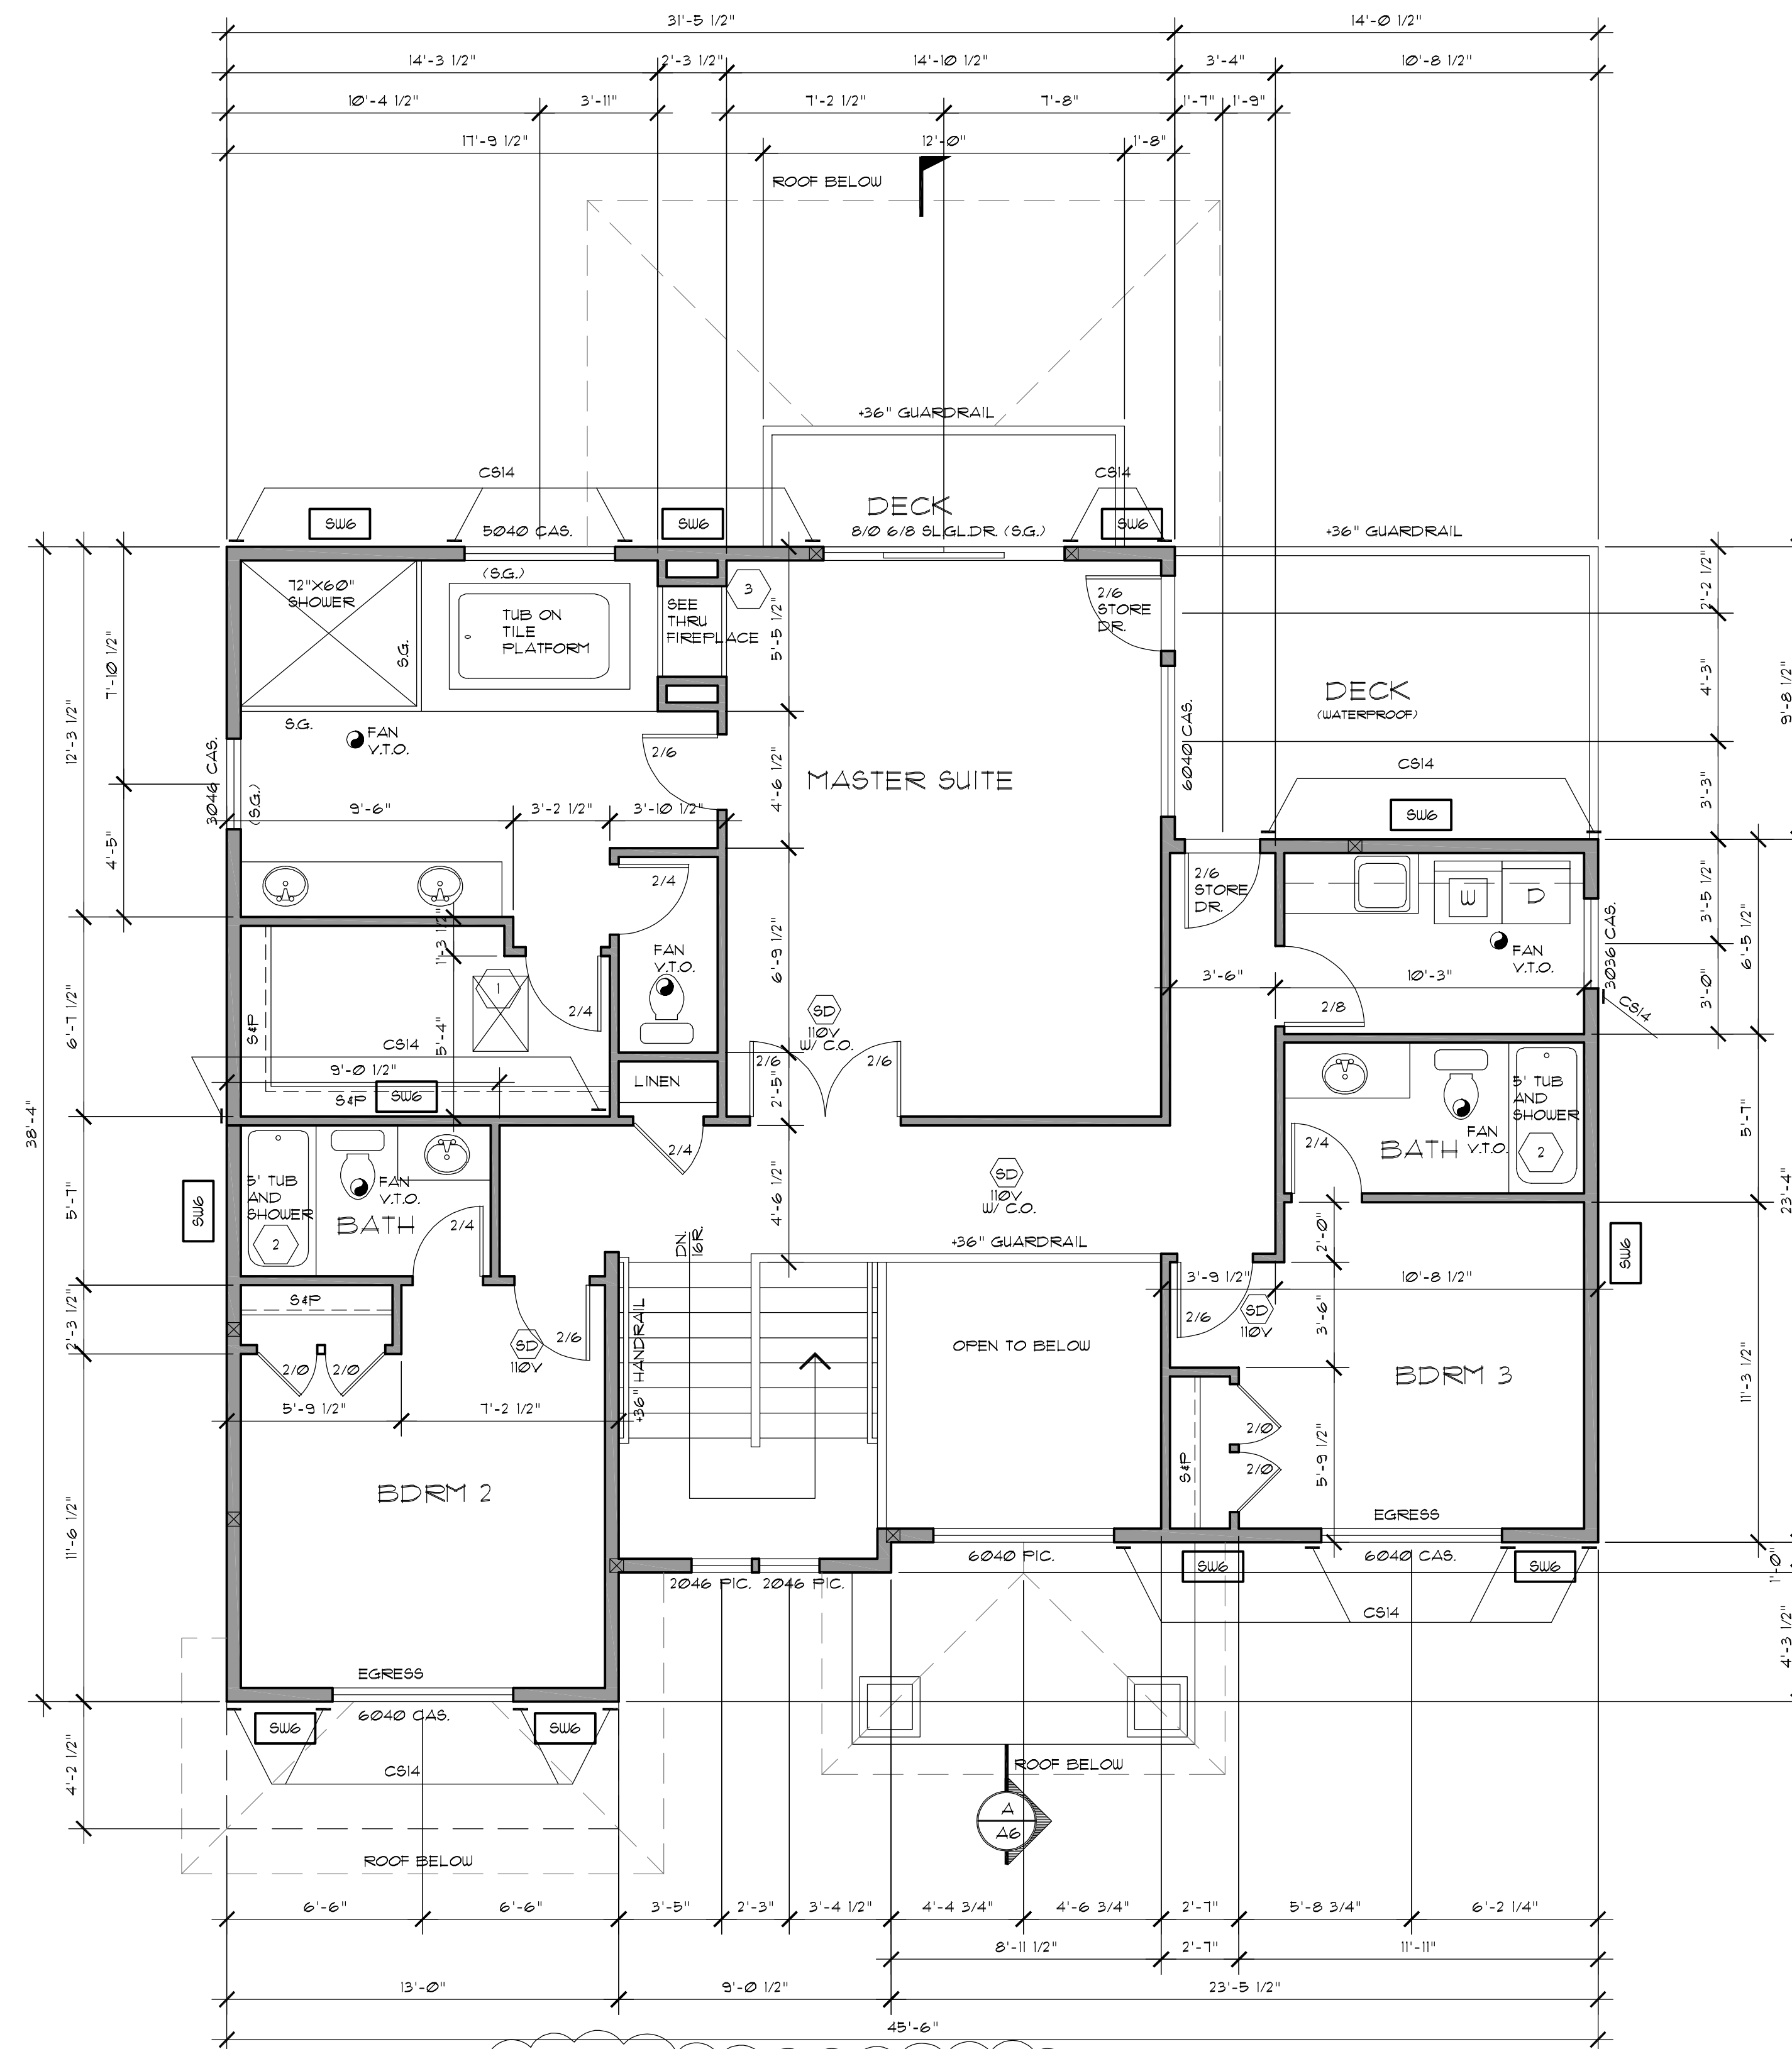 31'-5 1/2" 14'-0 1/2"
14'-3 1/2" 2'-3 1/2" 14'-10 1/2" 3'-4" 10'-8 1/2"
10'-4 1/2" 3'-11" 7'-2 1/2" 7'-8" 1'-7" 1'-9"
17'-9 1/2" 12'-0" 1'-8"
ROOF BELOW
+36" GUARDRAIL
CS14 CS14
DECK
SW6 SW6 SW6
5040 CAS. 8/0 6/8 SL.GL.DR. (S.G.) +36" GUARDRAIL
(S.G.)
72"X60"
SHOWER
S.G.
S.G.
TUB ON
TILE
PLATFORM
SEE
THRU
FIREPLACE
3
5'-5 1/2"
2/6
STORE
DR.
2'-2 1/2"
4'-3"
9'-8 1/2"
DECK
(WATERPROOF)
6040 CAS.
7'-10 1/2"
12'-3 1/2"
FAN
V.T.O.
2/6
MASTER SUITE
4'-6 1/2"
CS14
SW6
3'-3"
3046 CAS.
(S.G.)
9'-6" 3'-2 1/2" 3'-10 1/2"
4'-5"
2/4
2/6
STORE
DR.
W D
3'-5 1/2"
6'-5 1/2"
3036 CAS.
FAN
V.T.O.
1'-3 1/2"
FAN
V.T.O.
6'-9 1/2"
3'-6" 10'-3"
3'-0"
CS14
2/8
S&P
1
2/4
SD
110V
W/ C.O.
6'-7 1/2"
5'-4"
CS14
9'-0 1/2"
S&P SW6
LINEN
2/6 2/6
2'-5"
38'-4"
2/4
5' TUB
AND
SHOWER
2
FAN
V.T.O.
BATH
2/4
5'-7"
23'-4"
SW6
5'-7"
5' TUB
AND
SHOWER
2
FAN
V.T.O.
BATH
2/4
4'-6 1/2"
SD
110V
W/ C.O.
DN.
16R.
+36" GUARDRAIL
2'-0"
SW6
3'-9 1/2" 10'-8 1/2"
2'-3 1/2"
S&P
2/0 2/0
SD
110V
2/6
+36" HANDRAIL
OPEN TO BELOW
2/6
SD
110V
3'-6"
BDRM 3
11'-3 1/2"
5'-9 1/2" 7'-2 1/2"
S&P
2/0
2/0
5'-9 1/2"
BDRM 2
11'-6 1/2"
EGRESS
6040 PIC. 6040 CAS.
SW6 SW6
2046 PIC. 2046 PIC.
CS14
1'-0"
4'-3 1/2"
EGRESS
6040 CAS.
SW6 SW6
CS14
4'-2 1/2"
ROOF BELOW
A
A6
ROOF BELOW
6'-6" 6'-6" 3'-5" 2'-3" 3'-4 1/2" 4'-4 3/4" 4'-6 3/4" 2'-7" 5'-8 3/4" 6'-2 1/4"
8'-11 1/2" 2'-7" 11'-11"
13'-0" 9'-0 1/2" 23'-5 1/2"
45'-6"